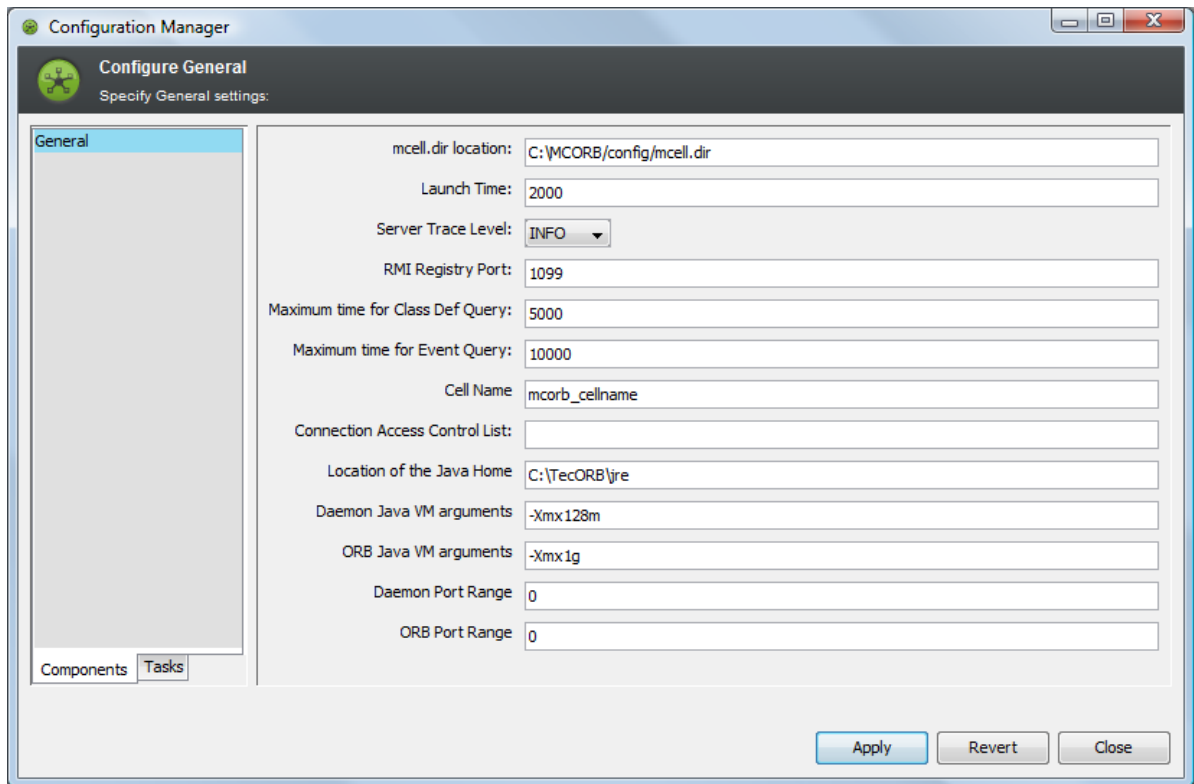 Configuration Manager
Configure General
Specify General settings:
General
mcell.dir location: C:\MCORB/config/mcell.dir
Launch Time: 2000
Server Trace Level: INFO
RMI Registry Port: 1099
Maximum time for Class Def Query: 5000
Maximum time for Event Query: 10000
Cell Name mcorb_cellname
Connection Access Control List:
Location of the Java Home C:\TecORB\jre
Daemon Java VM arguments -Xmx128m
ORB Java VM arguments -Xmx1g
Daemon Port Range 0
ORB Port Range 0
Components Tasks
Apply Revert Close